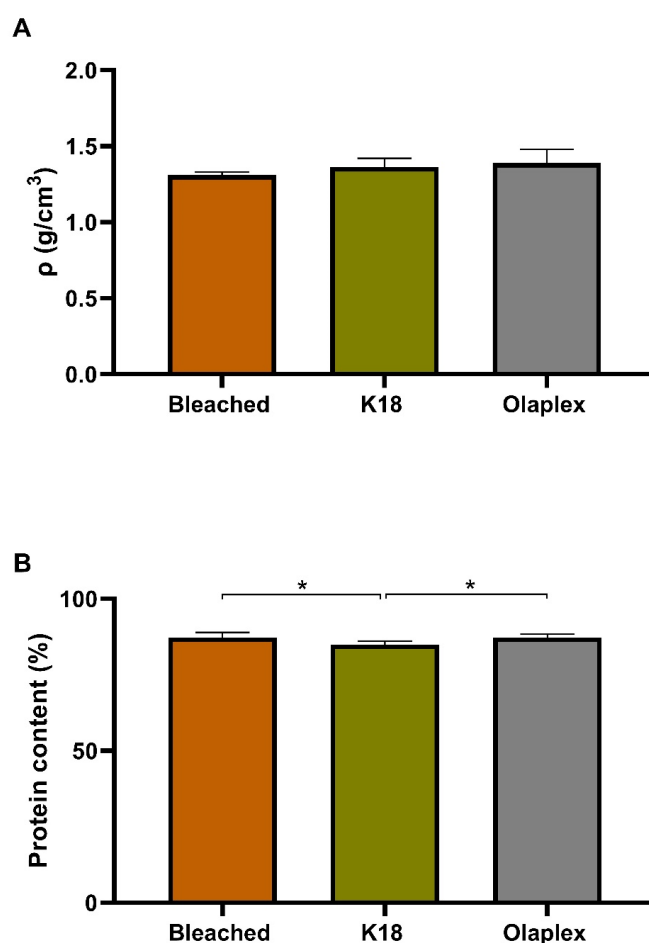 A
ρ (g/cm³)
2.0
1.5
1.0
0.5
0.0
Bleached K18 Olaplex
B
Protein content (%)
* *
100
50
0
Bleached K18 Olaplex